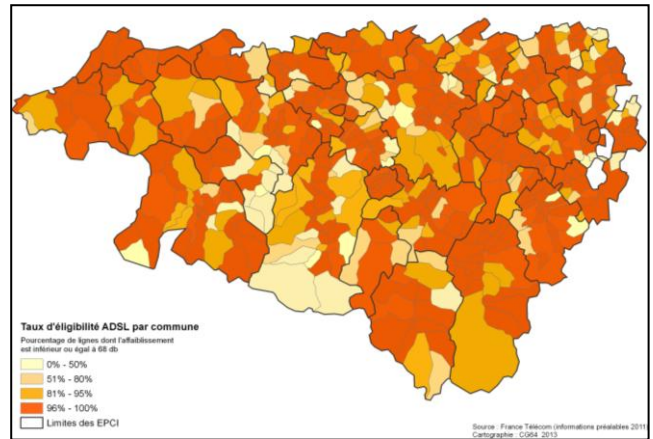 Taux d'éligibilité ADSL par commune
Pourcentage de lignes dont l'affaiblissement
est inférieur ou égal à 68 db
0% - 50%
51% - 80%
81% - 95%
96% - 100%
Limites des EPCI
Source : France Télécom (informations préalables 2011)
Cartographie : CG64 2013